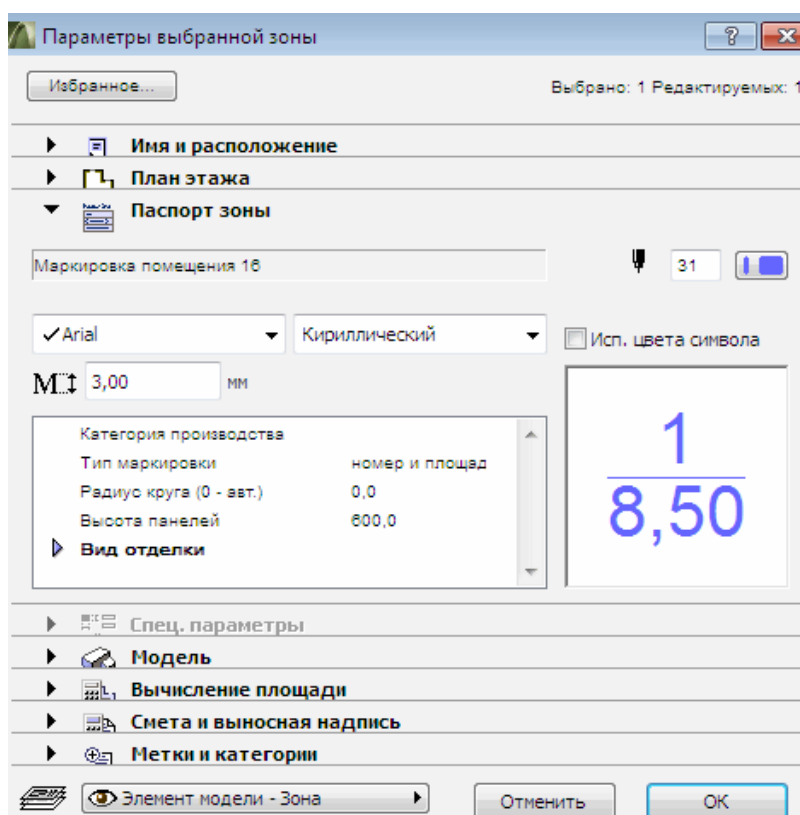 Параметры выбранной зоны
Избранное... Выбрано: 1 Редактируемых: 1
Имя и расположение
План этажа
Паспорт зоны
Маркировка помещения 16 31
Arial Кириллический Исп. цвета символа
М 3,00 мм
Категория производства
Тип маркировки номер и площад
Радиус круга (0 - авт.) 0,0
Высота панелей 600,0
Вид отделки
1
8,50
Спец. параметры
Модель
Вычисление площади
Смета и выносная надпись
Метки и категории
Элемент модели - Зона Отменить ОК